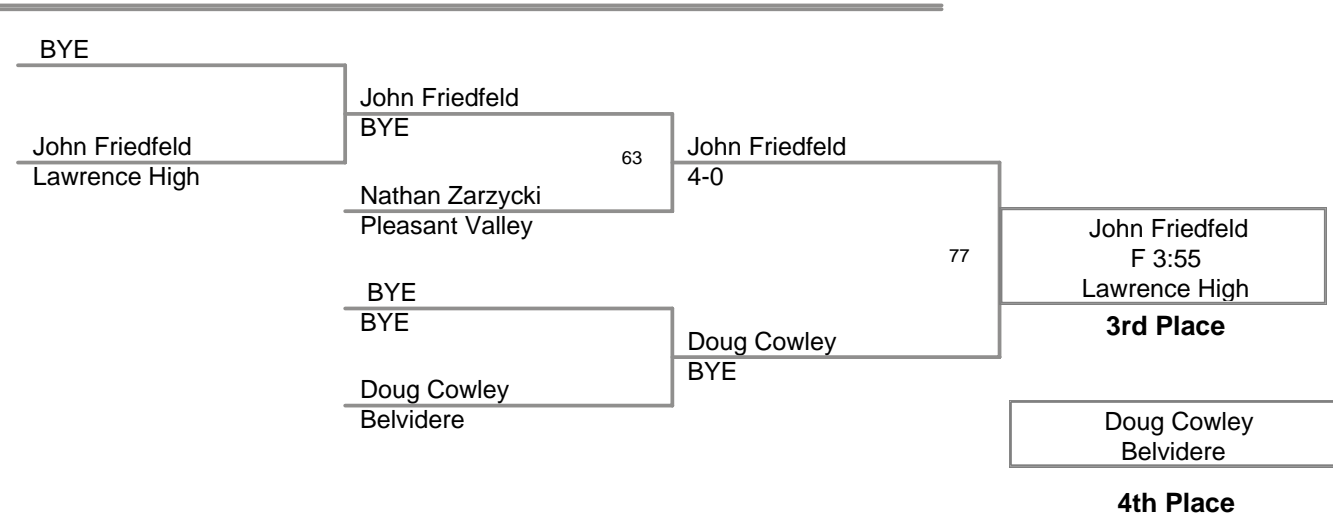 BYE
John Friedfeld
Lawrence High
John Friedfeld
BYE
63
Nathan Zarzycki
Pleasant Valley
BYE
BYE
Doug Cowley
Belvidere
John Friedfeld
4-0
77
Doug Cowley
BYE
John Friedfeld
F 3:55
Lawrence High
3rd Place
Doug Cowley
Belvidere
4th Place